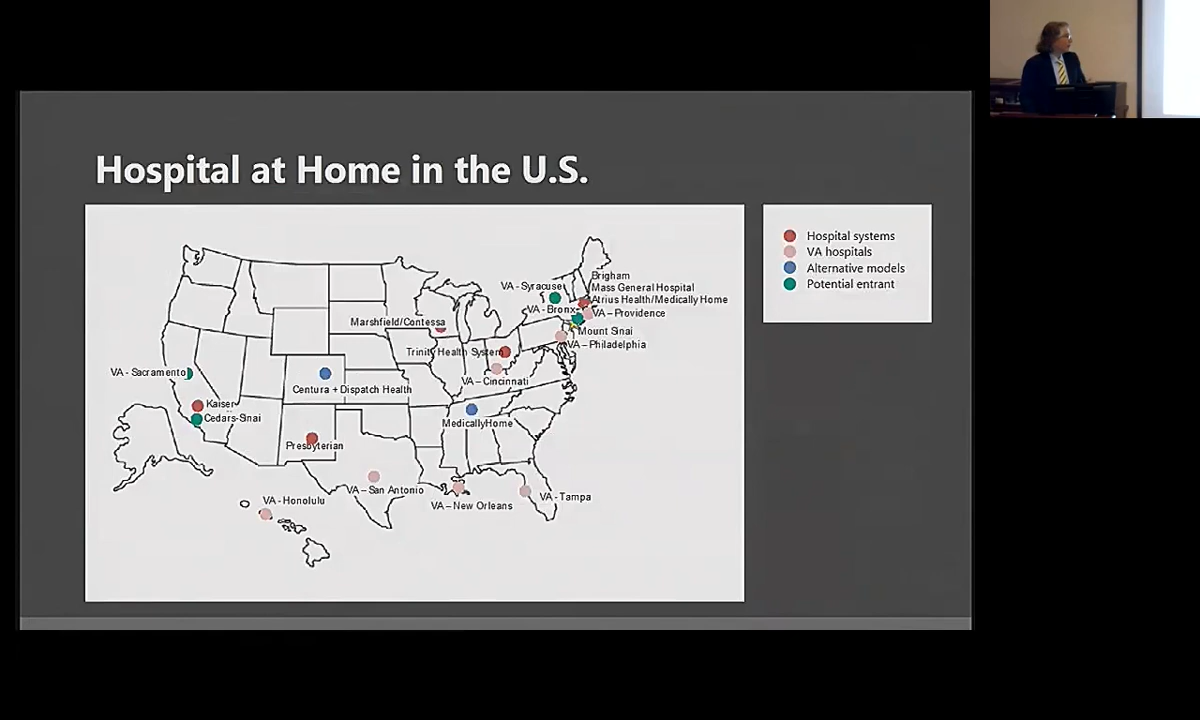 Hospital at Home in the U.S.
Hospital systems
VA hospitals
Alternative models
Potential entrant
Brigham
VA - Syracuse
Mass General Hospital
Atrius Health/Medically Home
VA - Bronx
VA – Providence
Marshfield/Contessa
Mount Sinai
VA – Philadelphia
Trinity Health System
VA - Sacramento
VA – Cincinnati
Centura + Dispatch Health
Kaiser
Cedars-Sinai
MedicallyHome
Presbyterian
VA – San Antonio
VA - Tampa
VA - Honolulu
VA – New Orleans